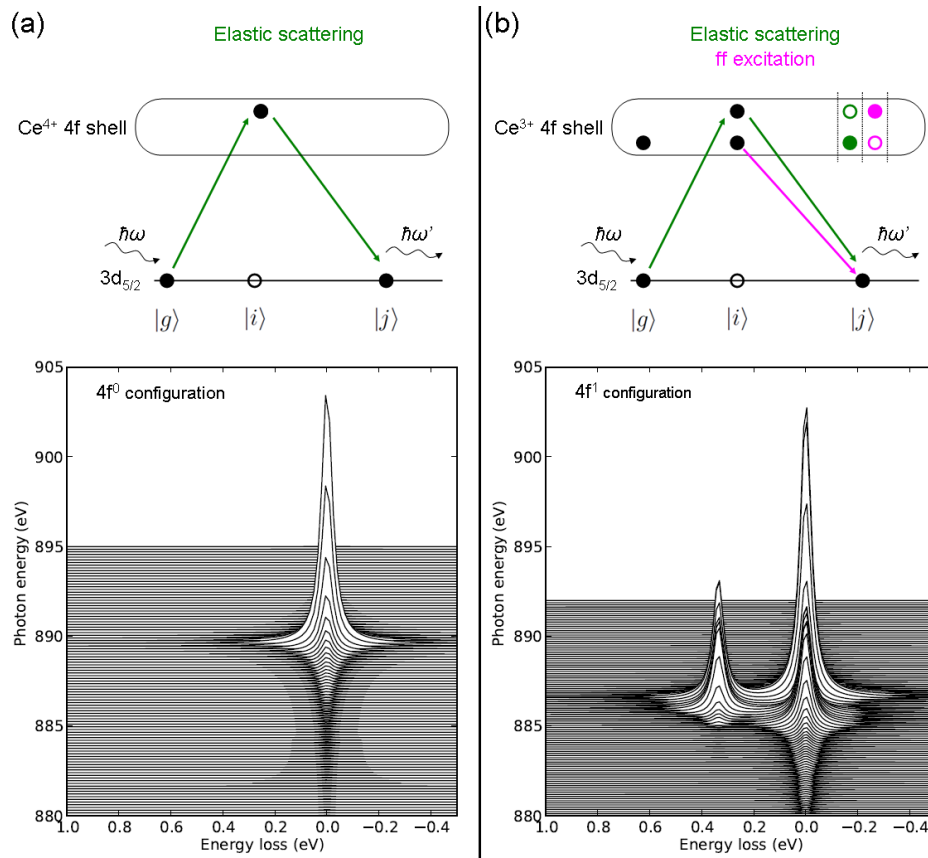 (a)
Elastic scattering
Ce⁴⁺ 4f shell
ħω
ħω'
3d₅/₂
|g⟩ |i⟩ |j⟩
905
4f⁰ configuration
900
895
890
885
880
Photon energy (eV)
1.0 0.8 0.6 0.4 0.2 0.0 −0.2 −0.4
Energy loss (eV)
(b)
Elastic scattering
ff excitation
Ce³⁺ 4f shell
ħω
ħω'
3d₅/₂
|g⟩ |i⟩ |j⟩
905
4f¹ configuration
900
895
890
885
880
Photon energy (eV)
1.0 0.8 0.6 0.4 0.2 0.0 −0.2 −0.4
Energy loss (eV)